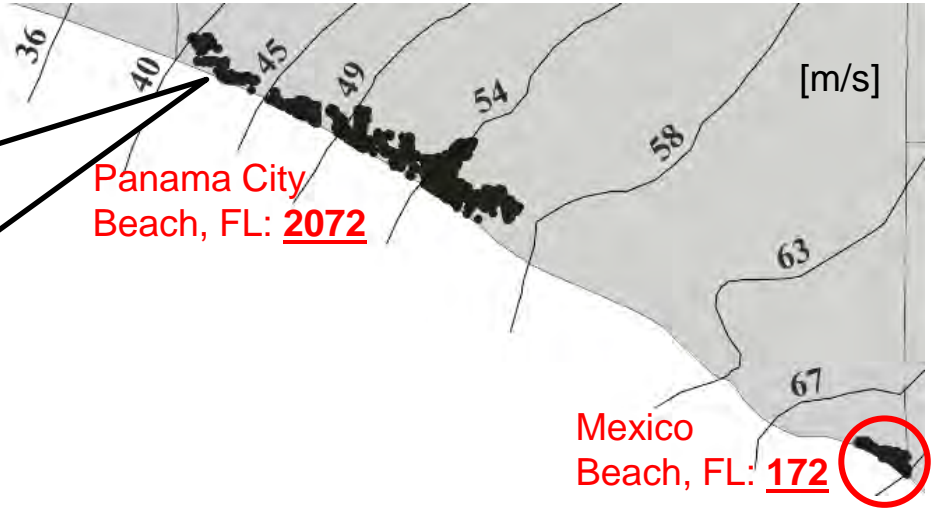 36
40
45
49
54
58
[m/s]
63
67
Panama City
Beach, FL: 2072
Mexico
Beach, FL: 172